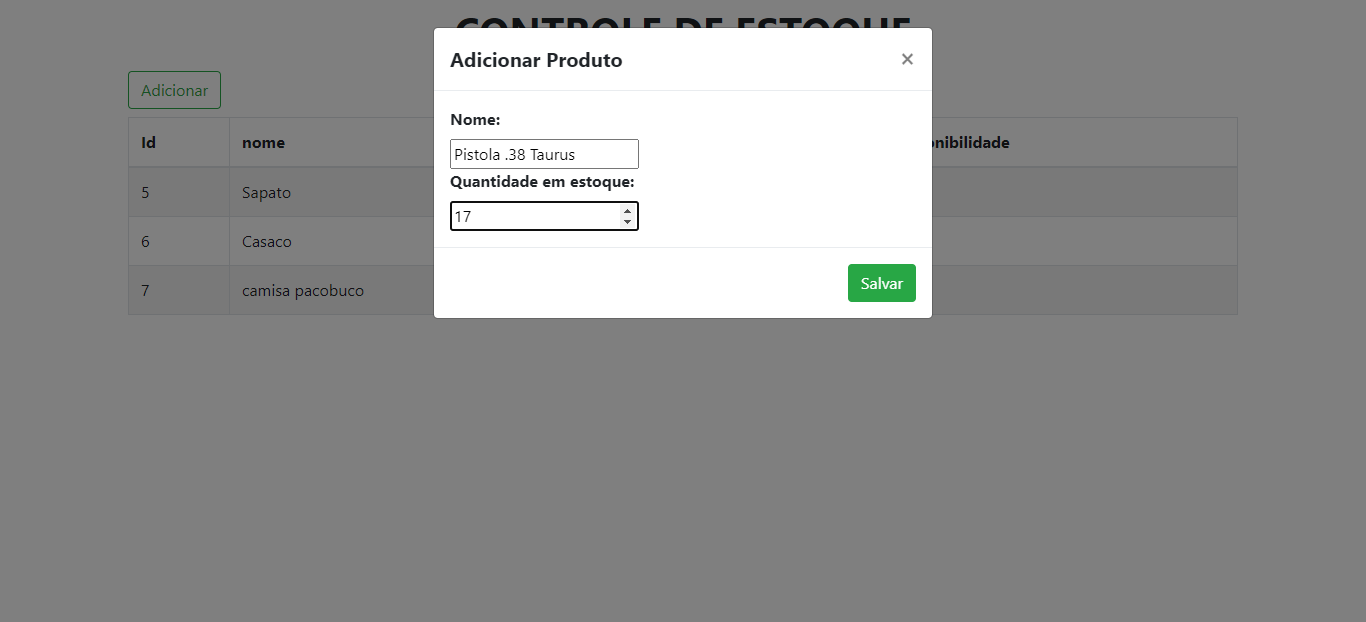 CONTROLE DE ESTOQUE
Adicionar Produto
×
Adicionar
Nome:
Id
nome
onibilidade
Pistola .38 Taurus
Quantidade em estoque:
5
Sapato
17
6
Casaco
Salvar
7
camisa pacobuco